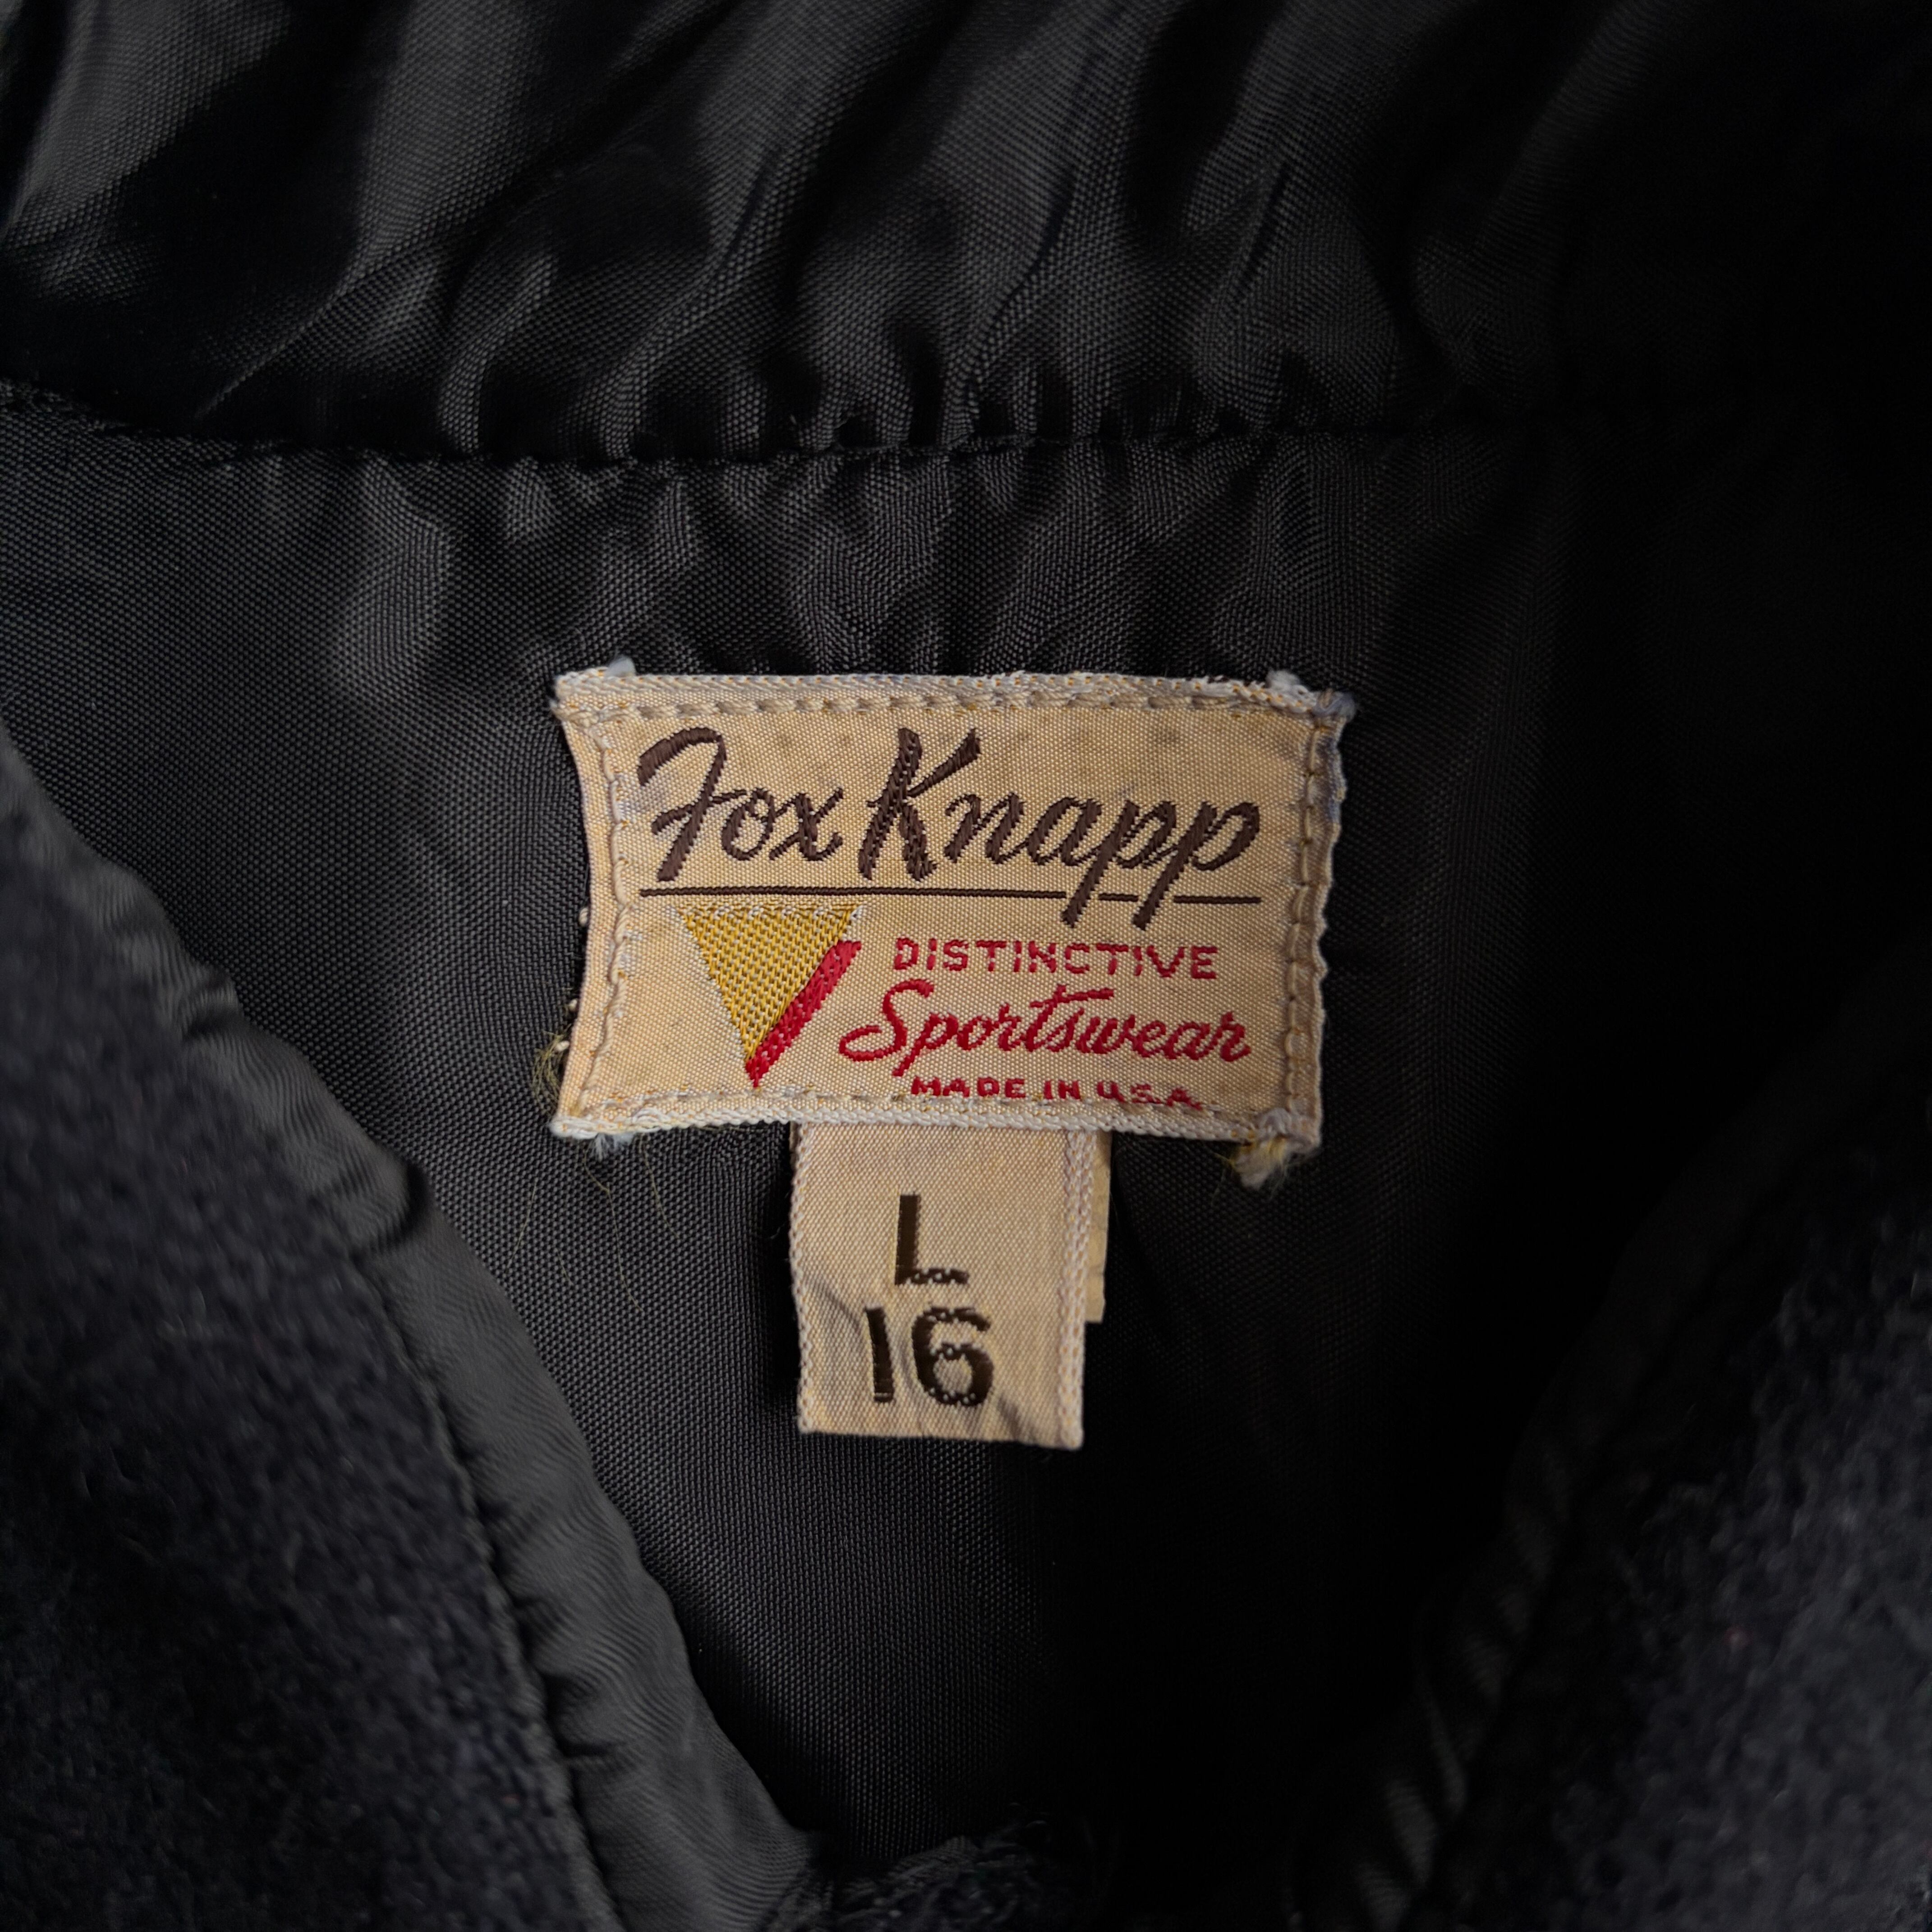 Fox Knapp
DISTINCTIVE
Sportswear
MADE IN U.S.A.
L
16